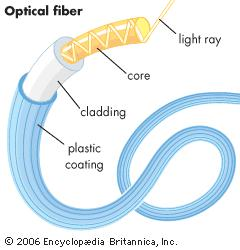 Optical fiber
light ray
core
cladding
plastic
coating
© 2006 Encyclopædia Britannica, Inc.